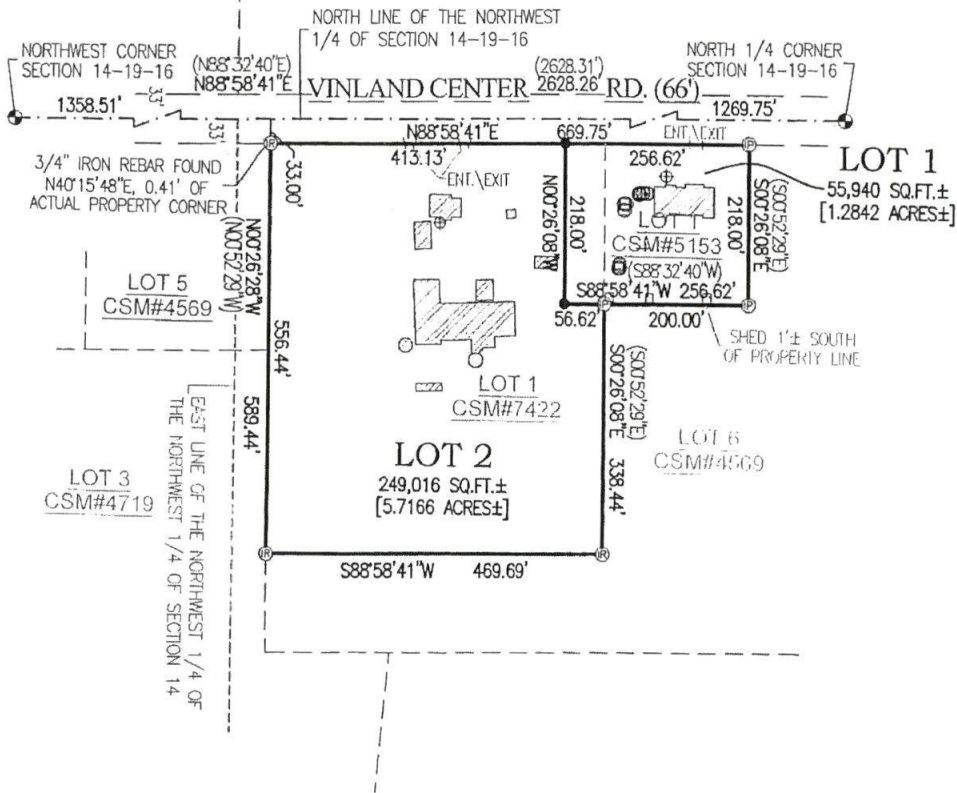 NORTH LINE OF THE NORTHWEST
1/4 OF SECTION 14-19-16
NORTHWEST CORNER
SECTION 14-19-16
(N88°32'40"E)
N88°58'41"E
VINLAND CENTER
(2628.31')
2628.26'
RD. (66')
NORTH 1/4 CORNER
SECTION 14-19-16
1358.51'
33'
33'
1269.75'
N88°58'41"E
669.75'
ENT.\EXIT
3/4" IRON REBAR FOUND
N40°15'48"E, 0.41' OF
ACTUAL PROPERTY CORNER
33.00'
413.13'
ENT.\EXIT
256.62'
LOT 1
55,940 SQ.FT.±
[1.2842 ACRES±]
N00°26'08"W
218.00'
LOT 1
CSM#5153
218.00'
S00°26'08"E
(S00°52'29"E)
(S88°32'40"W)
S88°58'41"W
256.62'
56.62'
200.00'
SHED 1'± SOUTH
OF PROPERTY LINE
N00°26'28"W
(N00°52'29"W)
LOT 5
CSM#4569
556.44'
589.44'
LOT 1
CSM#7422
S00°26'08"E
(S00°52'29"E)
338.44'
LOT 6
CSM#4569
LOT 2
249,016 SQ.FT.±
[5.7166 ACRES±]
LOT 3
CSM#4719
EAST LINE OF THE NORTHWEST 1/4 OF
THE NORTHWEST 1/4 OF SECTION 14
S88°58'41"W
469.69'
IR
IP
IP
IP
IR
IR